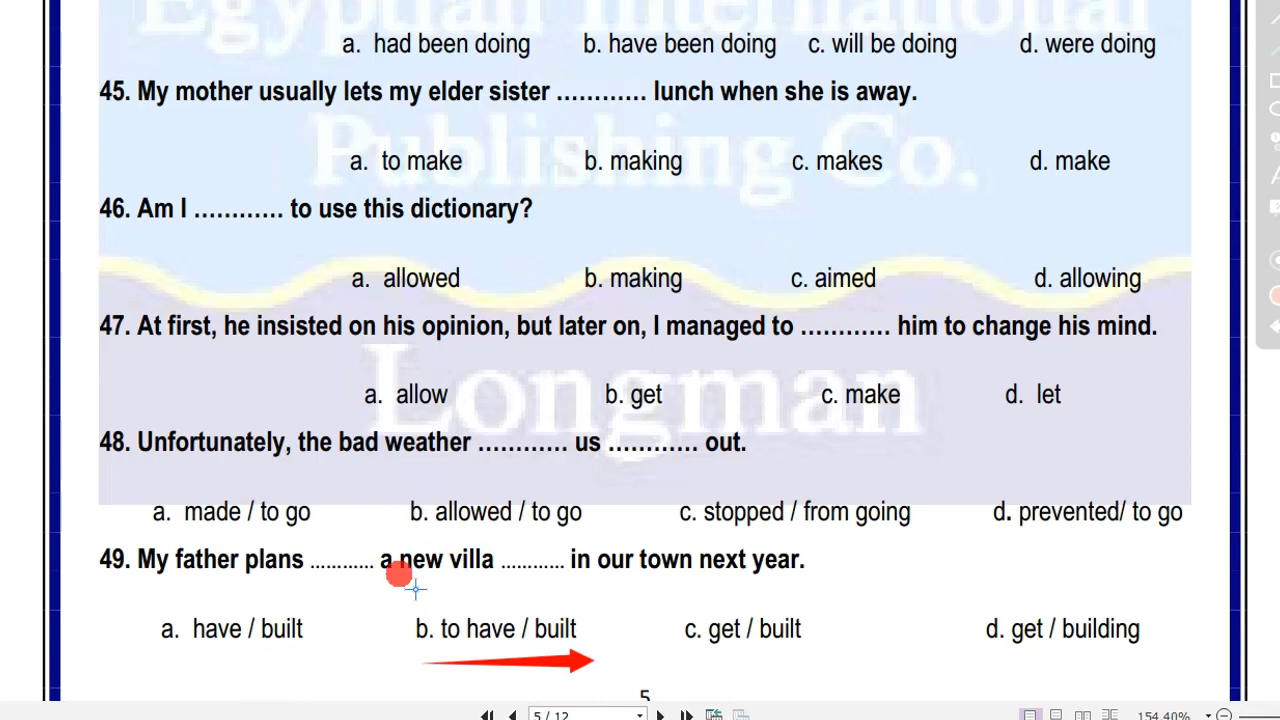 Egyptian International
a. had been doing b. have been doing c. will be doing d. were doing
45. My mother usually lets my elder sister ………… lunch when she is away.
Publishing Co.
a. to make b. making c. makes d. make
46. Am I ………… to use this dictionary?
a. allowed b. making c. aimed d. allowing
47. At first, he insisted on his opinion, but later on, I managed to ………… him to change his mind.
Longman
a. allow b. get c. make d. let
48. Unfortunately, the bad weather ………… us ………… out.
a. made / to go b. allowed / to go c. stopped / from going d. prevented/ to go
49. My father plans ………… a new villa ………… in our town next year.
a. have / built b. to have / built c. get / built d. get / building
5
5 / 12 154.40%